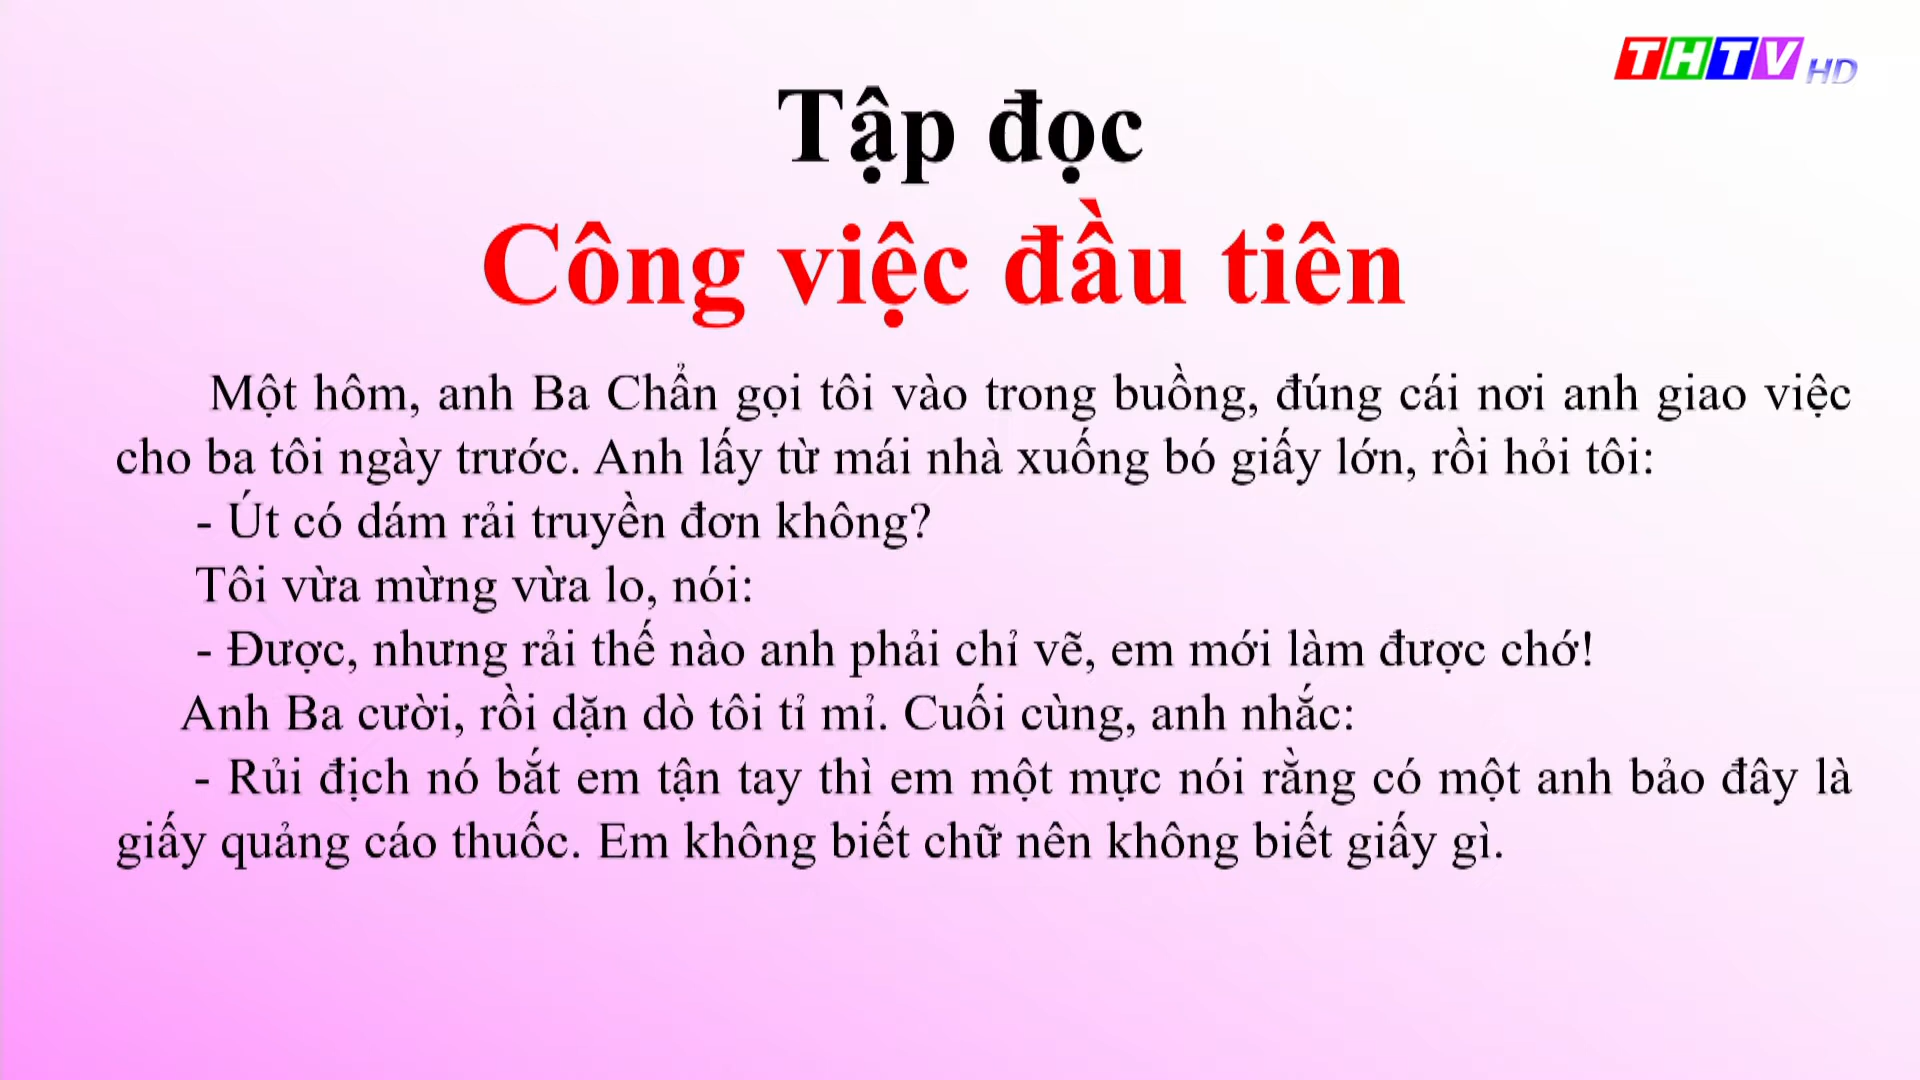 THTV HD
Tập đọc
Công việc đầu tiên
Một hôm, anh Ba Chẩn gọi tôi vào trong buồng, đúng cái nơi anh giao việc
cho ba tôi ngày trước. Anh lấy từ mái nhà xuống bó giấy lớn, rồi hỏi tôi:
- Út có dám rải truyền đơn không?
Tôi vừa mừng vừa lo, nói:
- Được, nhưng rải thế nào anh phải chỉ vẽ, em mới làm được chớ!
Anh Ba cười, rồi dặn dò tôi tỉ mỉ. Cuối cùng, anh nhắc:
- Rủi địch nó bắt em tận tay thì em một mực nói rằng có một anh bảo đây là
giấy quảng cáo thuốc. Em không biết chữ nên không biết giấy gì.